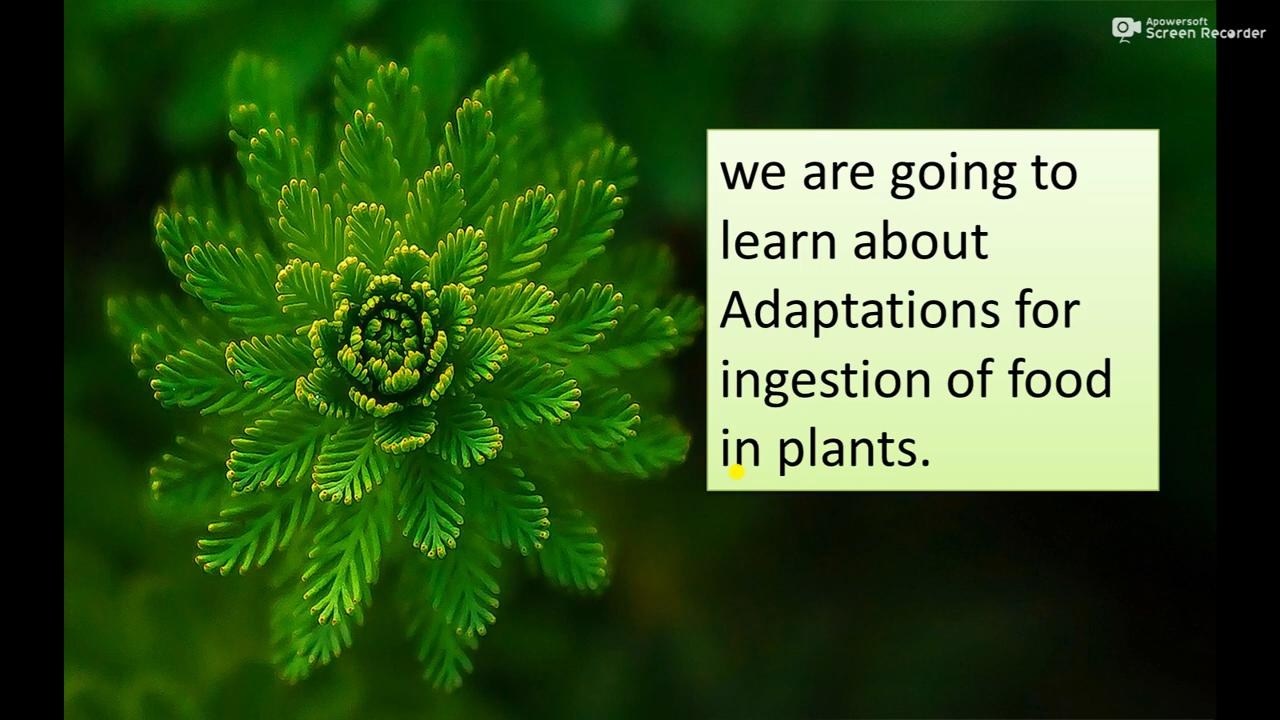 Apowersoft
Screen Recorder
we are going to
learn about
Adaptations for
ingestion of food
in plants.